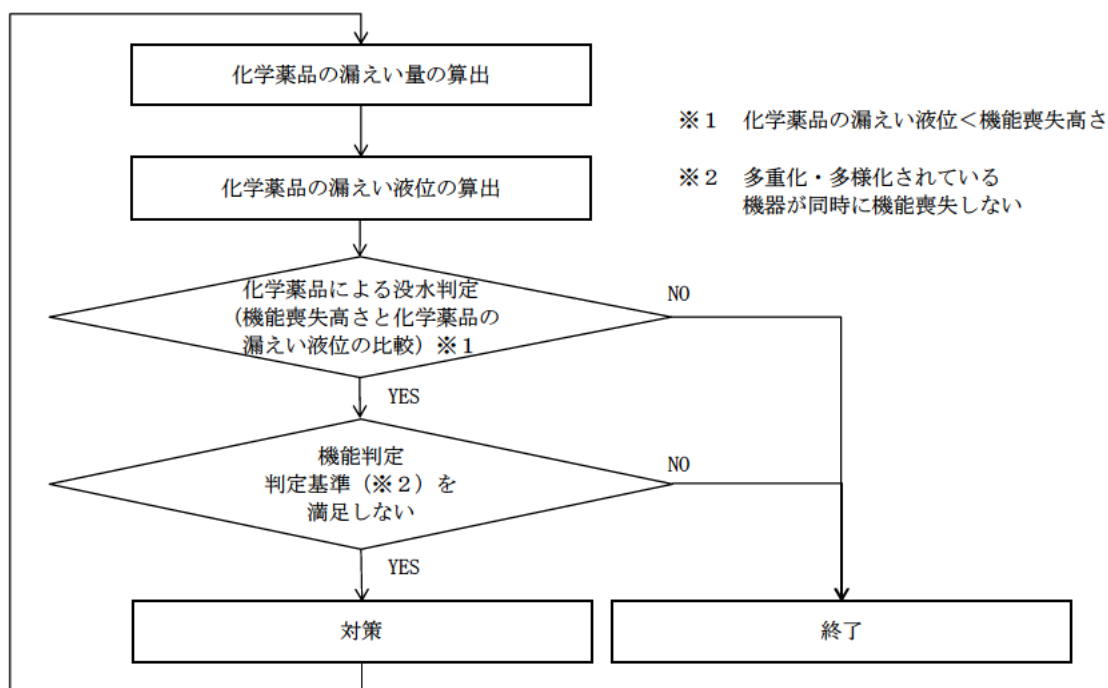 化学薬品の漏えい量の算出
※１　化学薬品の漏えい液位＜機能喪失高さ
化学薬品の漏えい液位の算出
※２　多重化・多様化されている
機器が同時に機能喪失しない
化学薬品による没水判定
（機能喪失高さと化学薬品の
漏えい液位の比較）※１
NO
YES
機能判定
判定基準（※２）を
満足しない
NO
YES
対策
終了